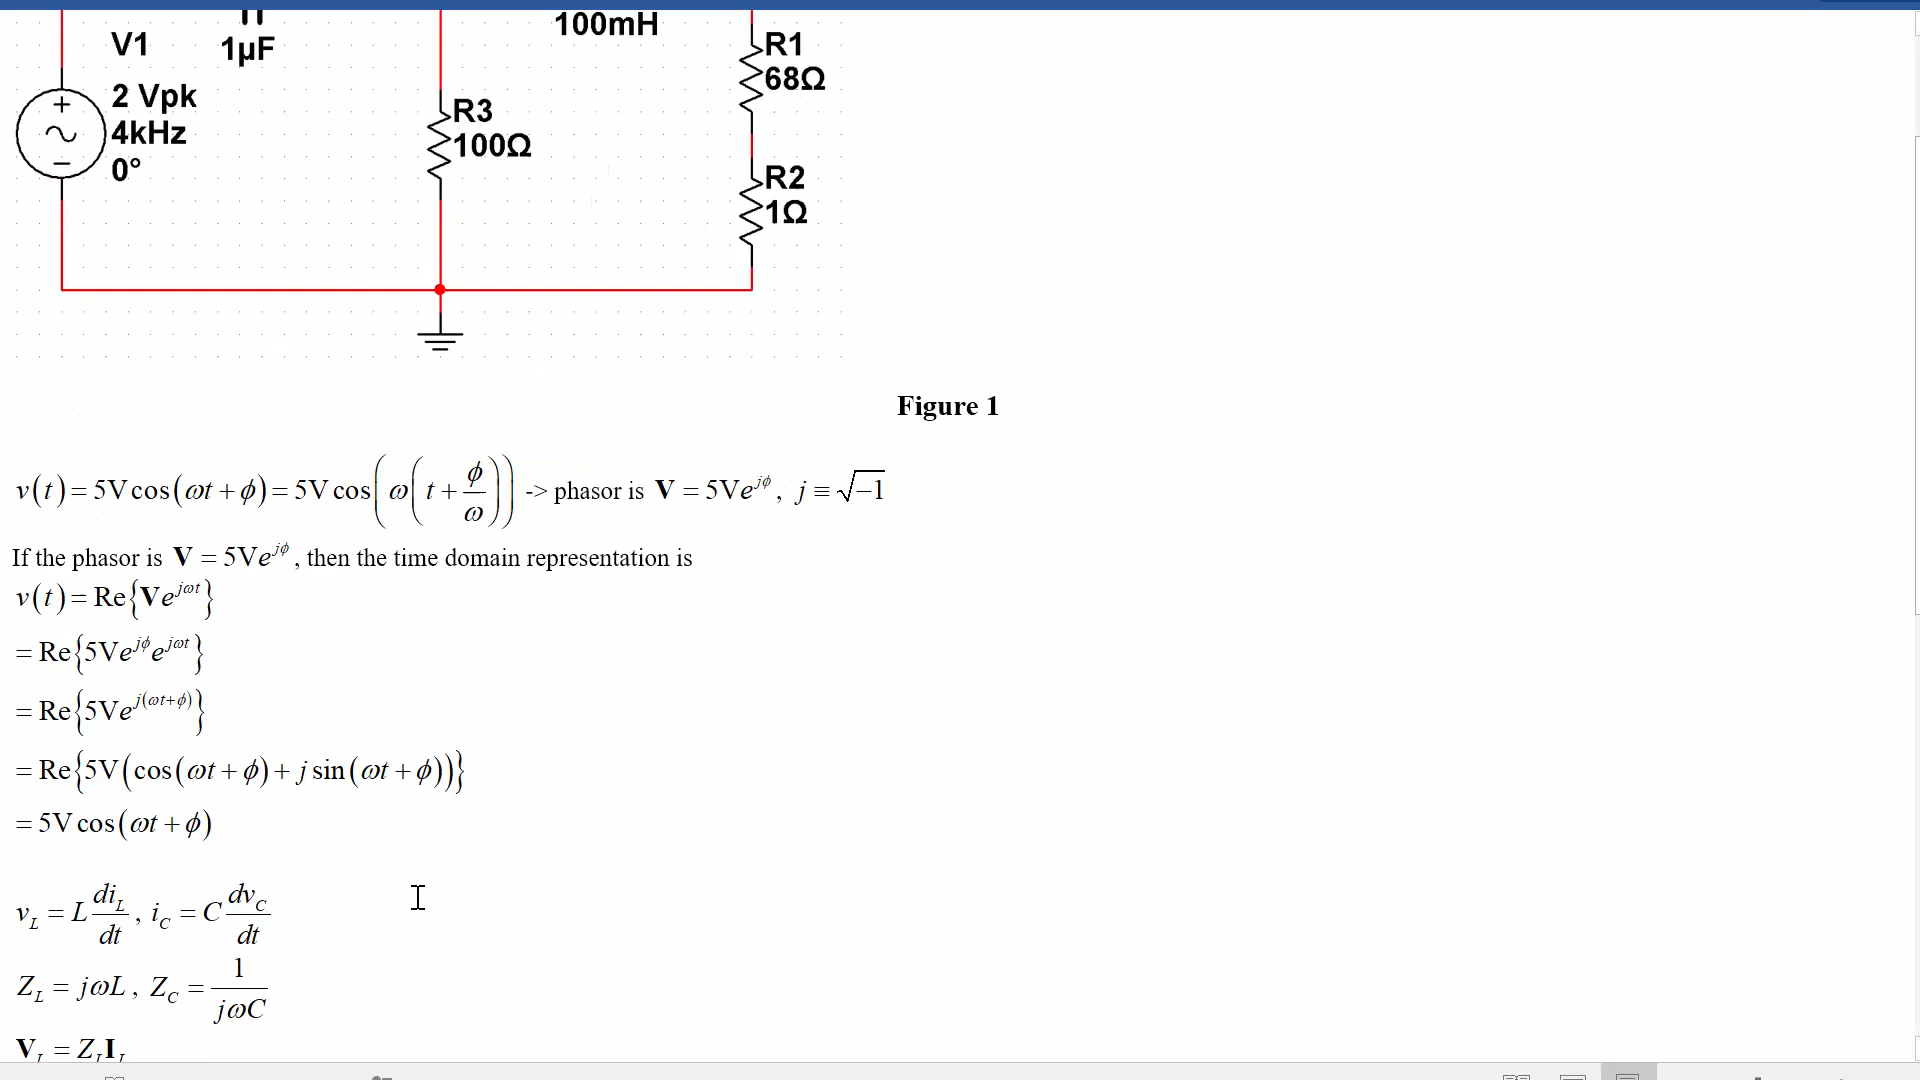 100mH
V1
1µF
R1
68Ω
2 Vpk
4kHz
0°
R3
100Ω
R2
1Ω
Figure 1
v(t) = 5V cos(ωt + ϕ) = 5V cos(ω(t + ϕ/ω)) -> phasor is V = 5Ve^{jϕ}, j ≡ √−1
If the phasor is V = 5Ve^{jϕ}, then the time domain representation is
v(t) = Re{Ve^{jωt}}
= Re{5Ve^{jϕ}e^{jωt}}
= Re{5Ve^{j(ωt+ϕ)}}
= Re{5V(cos(ωt + ϕ) + j sin(ωt + ϕ))}
= 5V cos(ωt + ϕ)
v_L = L di_L/dt, i_C = C dv_C/dt
Z_L = jωL, Z_C = 1/jωC
V_L = Z_L I_L